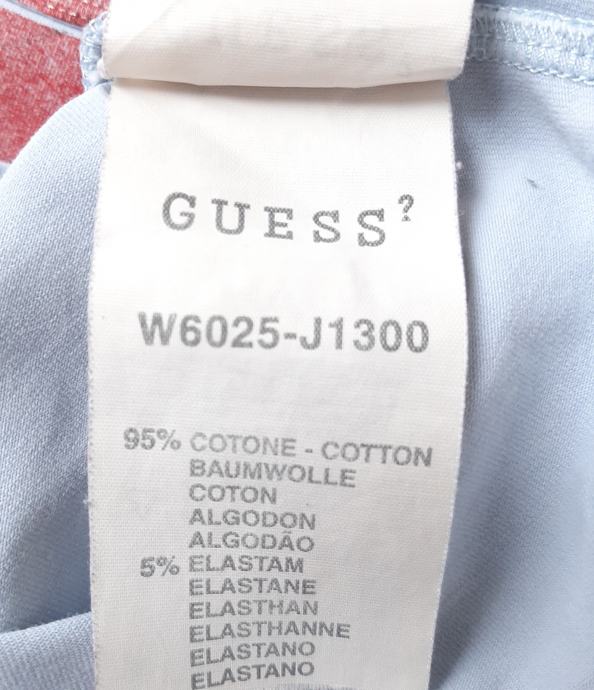 GUESS?
W6025-J1300
95% COTONE - COTTON
BAUMWOLLE
COTON
ALGODON
ALGODÃO
5% ELASTAM
ELASTANE
ELASTHAN
ELASTHANNE
ELASTANO
ELASTANO